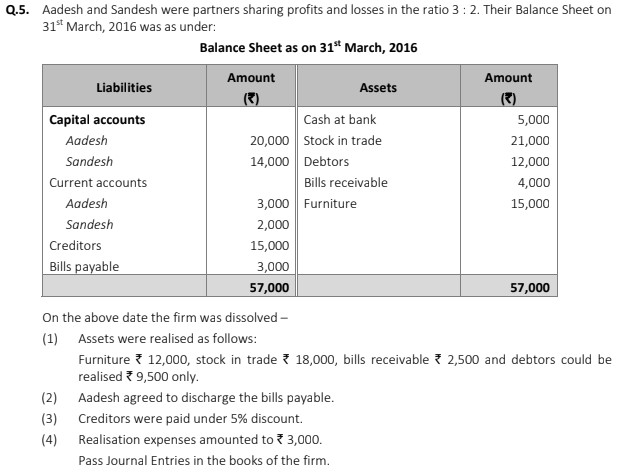 Q.5. Aadesh and Sandesh were partners sharing profits and losses in the ratio 3 : 2. Their Balance Sheet on
31st March, 2016 was as under:
Balance Sheet as on 31st March, 2016
Liabilities Amount (₹) Assets Amount (₹)
Capital accounts Cash at bank 5,000
Aadesh 20,000 Stock in trade 21,000
Sandesh 14,000 Debtors 12,000
Current accounts Bills receivable 4,000
Aadesh 3,000 Furniture 15,000
Sandesh 2,000
Creditors 15,000
Bills payable 3,000
57,000 57,000
On the above date the firm was dissolved –
(1) Assets were realised as follows:
Furniture ₹ 12,000, stock in trade ₹ 18,000, bills receivable ₹ 2,500 and debtors could be
realised ₹ 9,500 only.
(2) Aadesh agreed to discharge the bills payable.
(3) Creditors were paid under 5% discount.
(4) Realisation expenses amounted to ₹ 3,000.
Pass Journal Entries in the books of the firm.